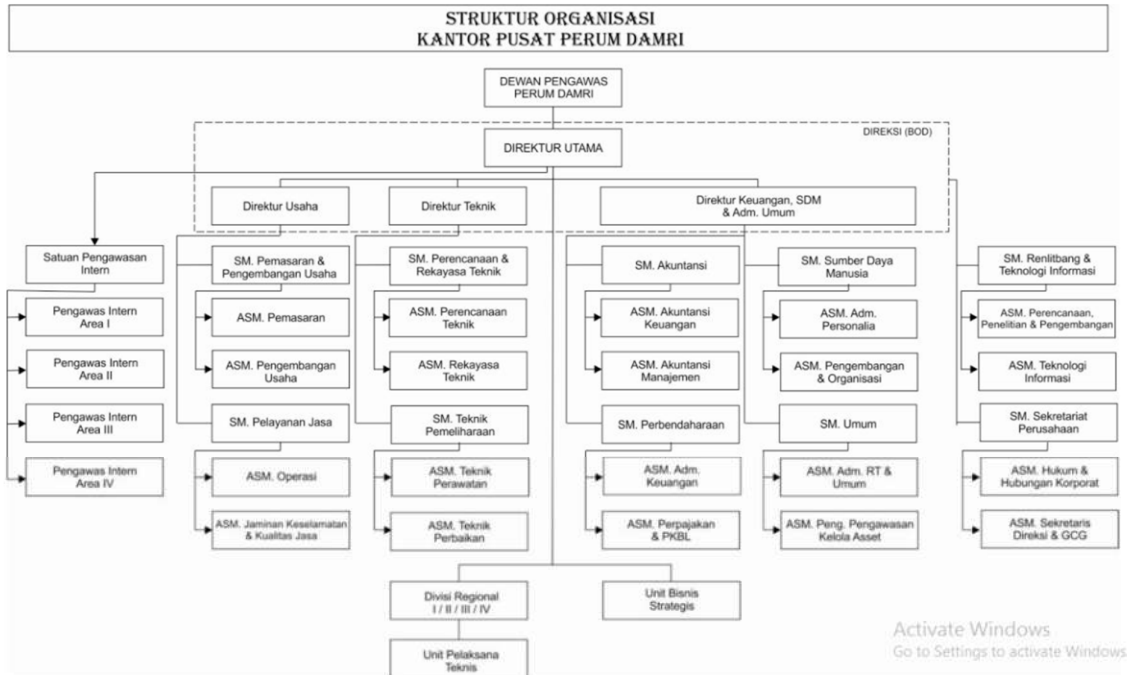 STRUKTUR ORGANISASI
KANTOR PUSAT PERUM DAMRI
DEWAN PENGAWAS
PERUM DAMRI
DIREKSI (BOD)
DIREKTUR UTAMA
Direktur Usaha
Direktur Teknik
Direktur Keuangan, SDM
& Adm. Umum
Satuan Pengawasan
Intern
Pengawas Intern
Area I
Pengawas Intern
Area II
Pengawas Intern
Area III
Pengawas Intern
Area IV
SM. Pemasaran &
Pengembangan Usaha
ASM. Pemasaran
ASM. Pengembangan
Usaha
SM. Pelayanan Jasa
ASM. Operasi
ASM. Jaminan Keselamatan
& Kualitas Jasa
SM. Perencanaan &
Rekayasa Teknik
ASM. Perencanaan
Teknik
ASM. Rekayasa
Teknik
SM. Teknik
Pemeliharaan
ASM. Teknik
Perawatan
ASM. Teknik
Perbaikan
SM. Akuntansi
ASM. Akuntansi
Keuangan
ASM. Akuntansi
Manajemen
SM. Perbendaharaan
ASM. Adm.
Keuangan
ASM. Perpajakan
& PKBL
SM. Sumber Daya
Manusia
ASM. Adm.
Personalia
ASM. Pengembangan
& Organisasi
SM. Umum
ASM. Adm. RT &
Umum
ASM. Peng. Pengawasan
Kelola Asset
SM. Renlitbang &
Teknologi Informasi
ASM. Perencanaan,
Penelitian & Pengembangan
ASM. Teknologi
Informasi
SM. Sekretariat
Perusahaan
ASM. Hukum &
Hubungan Korporat
ASM. Sekretaris
Direksi & GCG
Divisi Regional
I / II / III / IV
Unit Bisnis
Strategis
Unit Pelaksana
Teknis
Activate Windows
Go to Settings to activate Windows